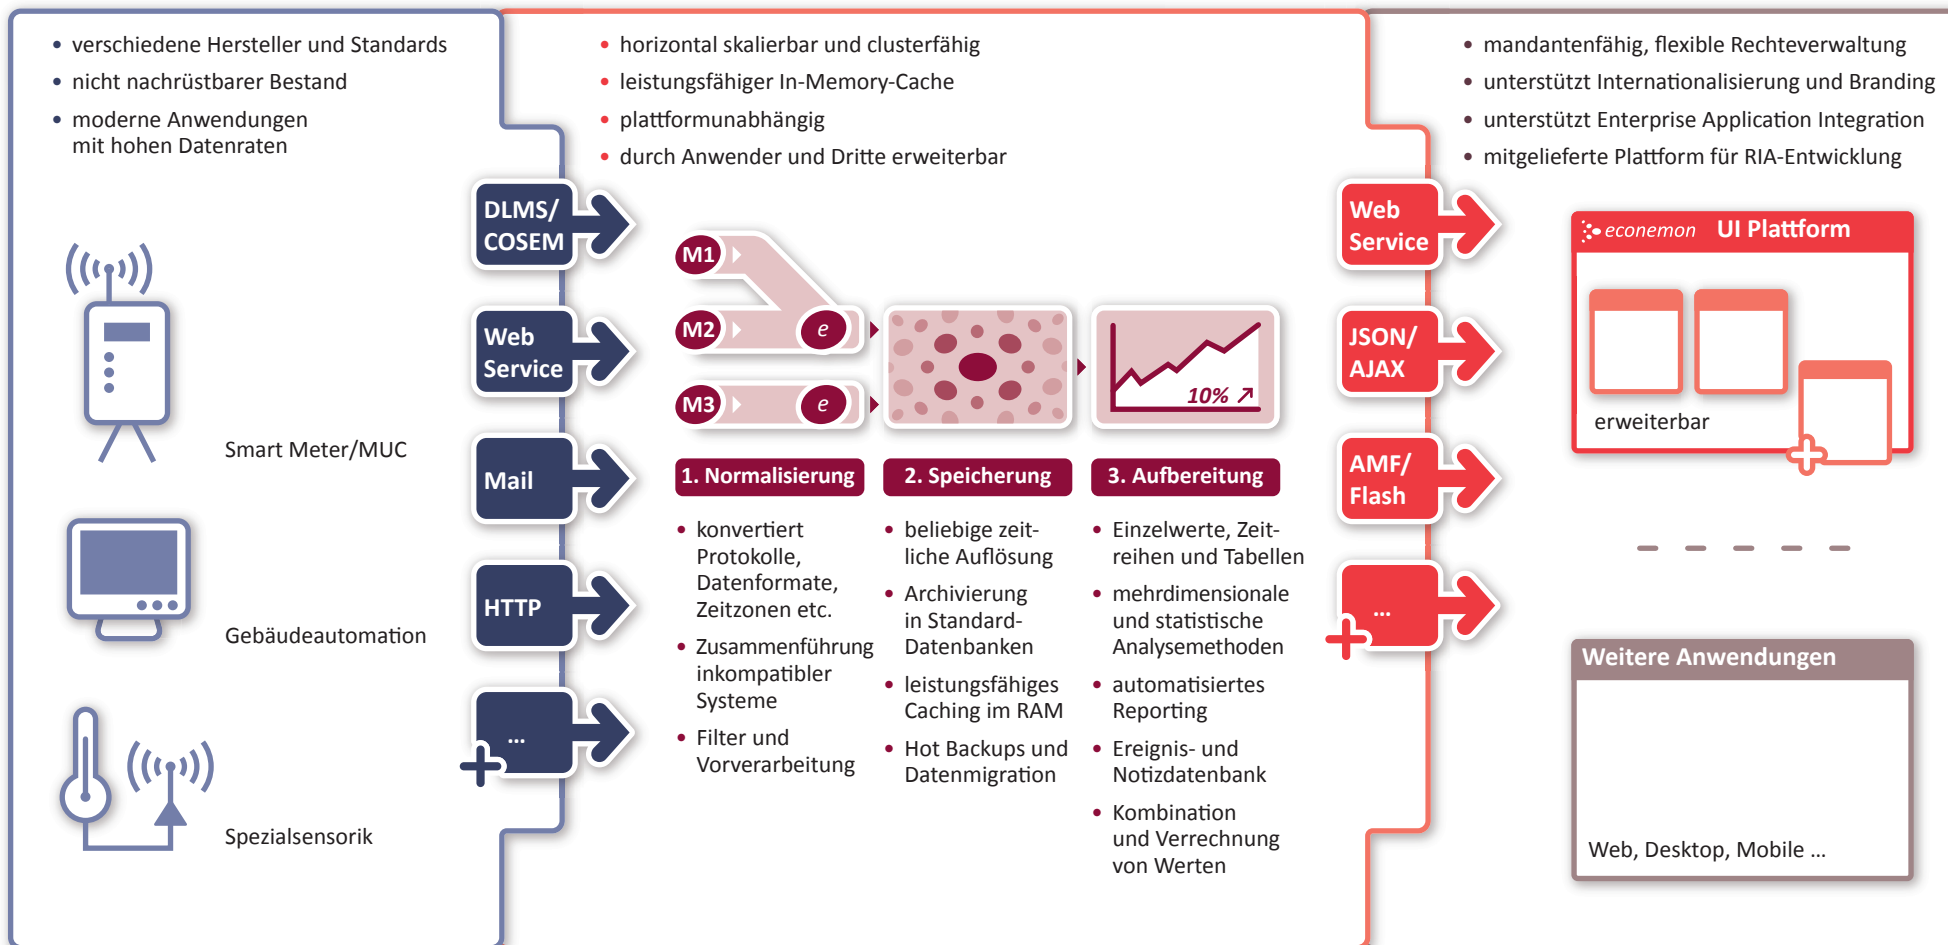 • verschiedene Hersteller und Standards
• nicht nachrüstbarer Bestand
• moderne Anwendungen
mit hohen Datenraten
Smart Meter/MUC
Gebäudeautomation
Spezialsensorik
DLMS/
COSEM
Web
Service
Mail
HTTP
...
• horizontal skalierbar und clusterfähig
• leistungsfähiger In-Memory-Cache
• plattformunabhängig
• durch Anwender und Dritte erweiterbar
M1
M2
e
M3
e
10%
1. Normalisierung
• konvertiert
Protokolle,
Datenformate,
Zeitzonen etc.
• Zusammenführung
inkompatibler
Systeme
• Filter und
Vorverarbeitung
2. Speicherung
• beliebige zeit-
liche Auflösung
• Archivierung
in Standard-
Datenbanken
• leistungsfähiges
Caching im RAM
• Hot Backups und
Datenmigration
3. Aufbereitung
• Einzelwerte, Zeit-
reihen und Tabellen
• mehrdimensionale
und statistische
Analysemethoden
• automatisiertes
Reporting
• Ereignis- und
Notizdatenbank
• Kombination
und Verrechnung
von Werten
Web
Service
JSON/
AJAX
AMF/
Flash
...
• mandantenfähig, flexible Rechteverwaltung
• unterstützt Internationalisierung und Branding
• unterstützt Enterprise Application Integration
• mitgelieferte Plattform für RIA-Entwicklung
econemon UI Plattform
erweiterbar
Weitere Anwendungen
Web, Desktop, Mobile ...